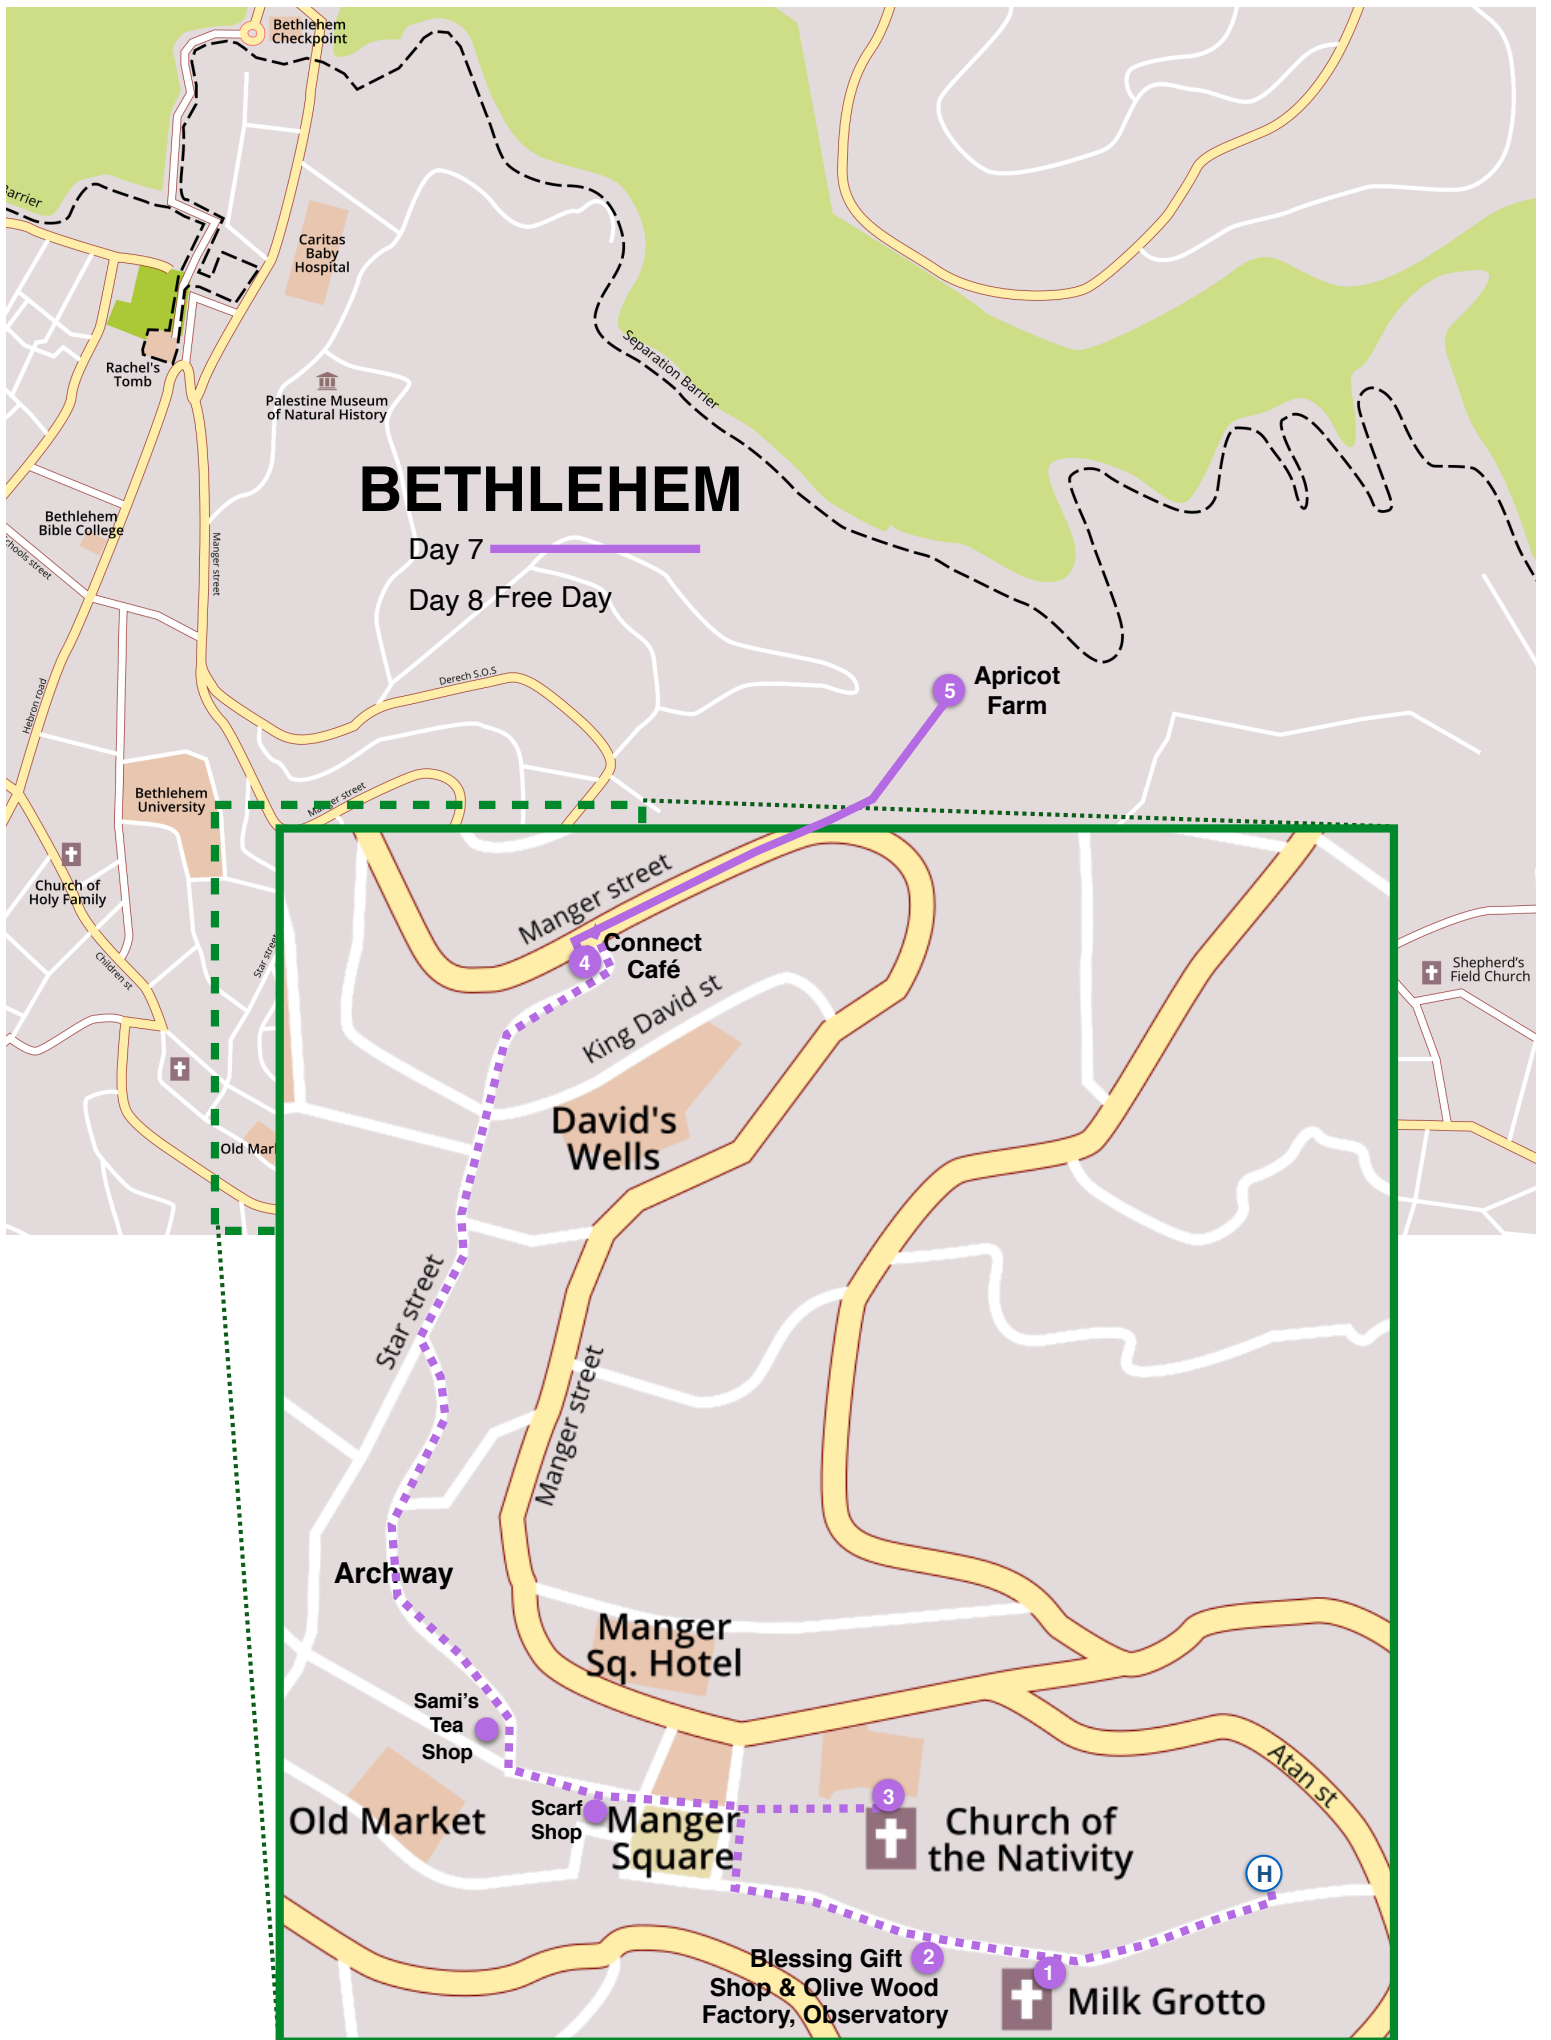 Bethlehem
Checkpoint
Barrier
Caritas
Baby
Hospital
Rachel's
Tomb
Palestine Museum
of Natural History
Separation Barrier
BETHLEHEM
Day 7
Day 8 Free Day
Bethlehem
Bible College
Manger street
Hebron road
Derech S.O.S
5
Apricot
Farm
Bethlehem
University
Manger street
Church of
Holy Family
Children st
Star street
Old Mar
Shepherd's
Field Church
Manger street
4
Connect
Café
King David st
David's
Wells
Star street
Manger street
Archway
Manger
Sq. Hotel
Sami's
Tea
Shop
Scarf
Shop
Old Market
Manger
Square
3
Church of
the Nativity
Atan st
H
Blessing Gift
Shop & Olive Wood
Factory, Observatory
2
1
Milk Grotto